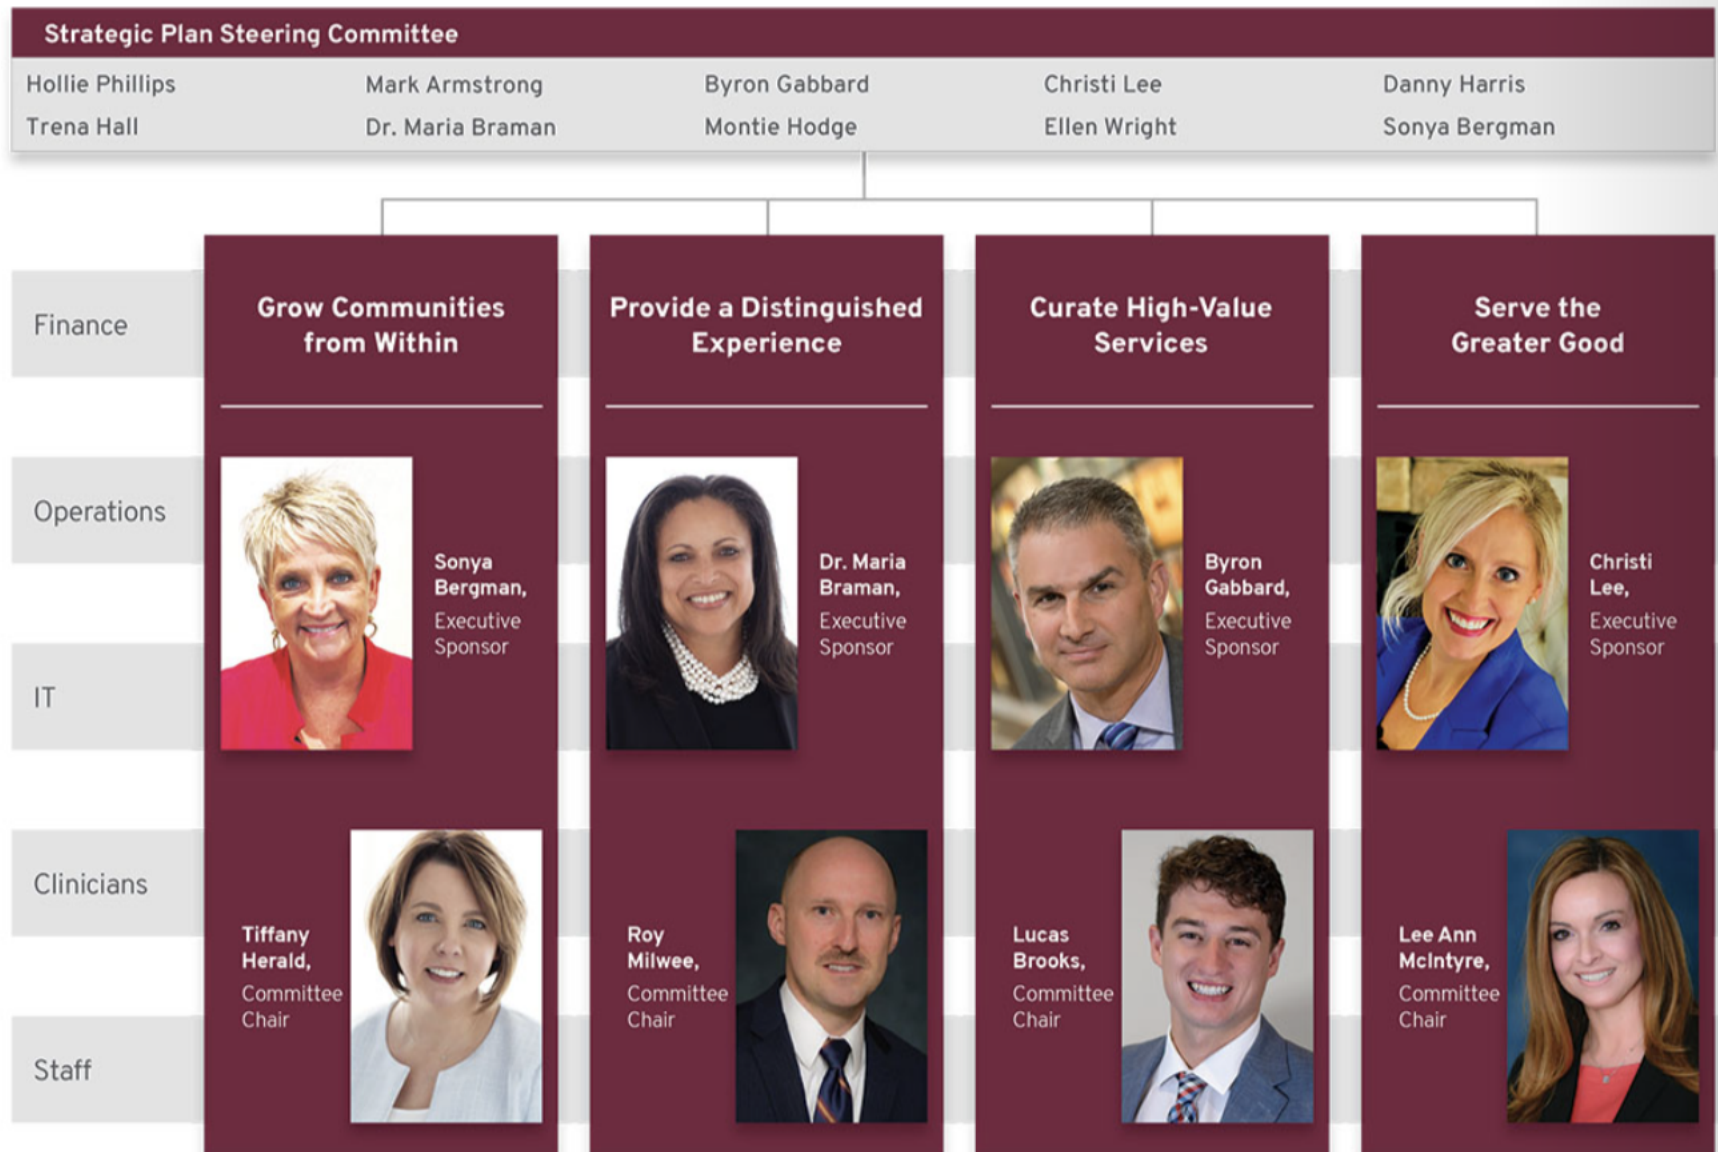 Strategic Plan Steering Committee
Hollie Phillips Mark Armstrong Byron Gabbard Christi Lee Danny Harris
Trena Hall Dr. Maria Braman Montie Hodge Ellen Wright Sonya Bergman
Finance
Operations
IT
Clinicians
Staff
Grow Communities
from Within
Sonya
Bergman,
Executive
Sponsor
Tiffany
Herald,
Committee
Chair
Provide a Distinguished
Experience
Dr. Maria
Braman,
Executive
Sponsor
Roy
Milwee,
Committee
Chair
Curate High-Value
Services
Byron
Gabbard,
Executive
Sponsor
Lucas
Brooks,
Committee
Chair
Serve the
Greater Good
Christi
Lee,
Executive
Sponsor
Lee Ann
McIntyre,
Committee
Chair